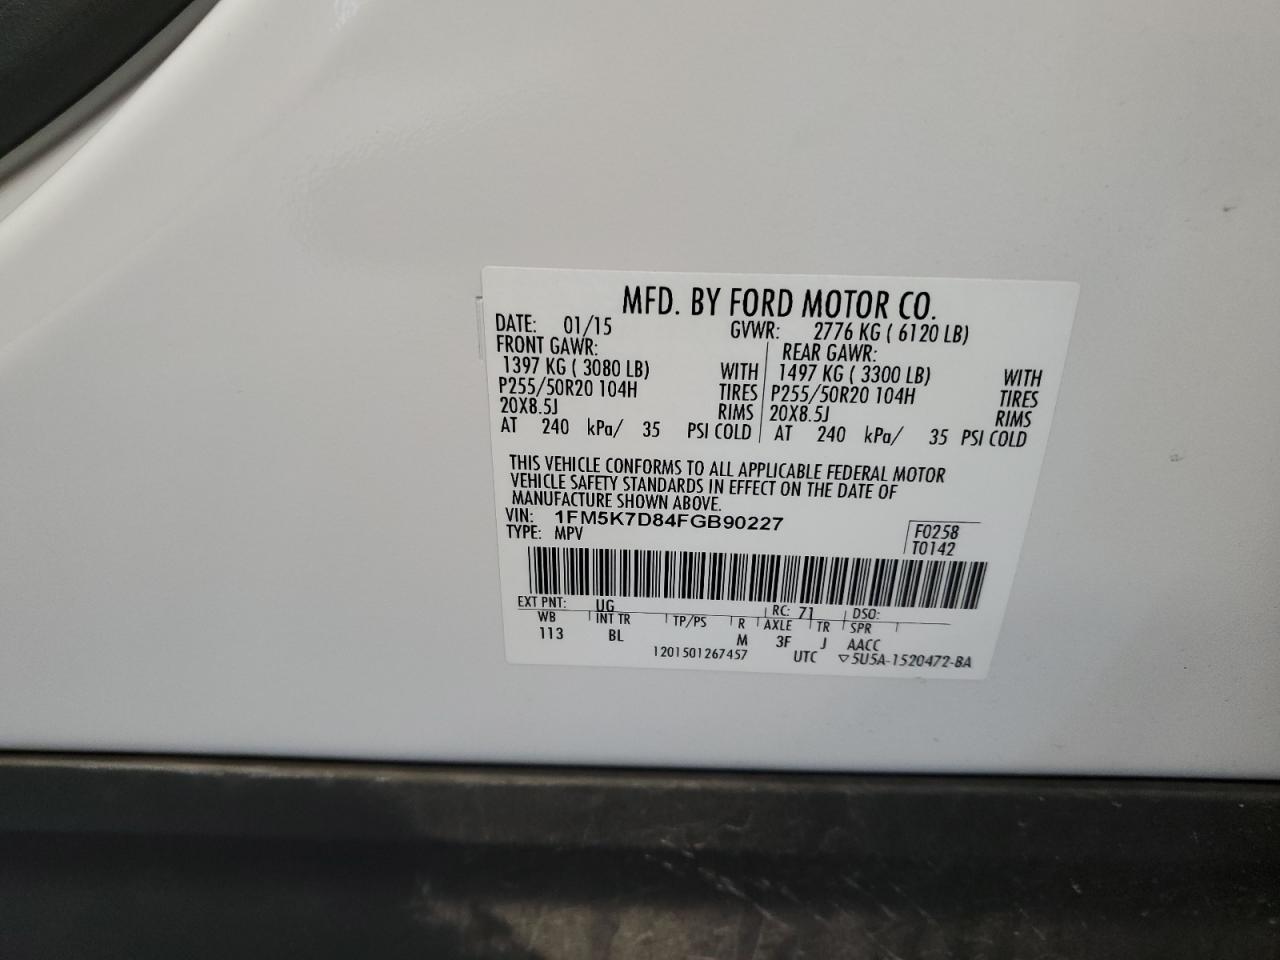 MFD. BY FORD MOTOR CO.
DATE: 01/15 GVWR: 2776 KG ( 6120 LB)
FRONT GAWR: REAR GAWR:
1397 KG ( 3080 LB) WITH 1497 KG ( 3300 LB) WITH
P255/50R20 104H TIRES P255/50R20 104H TIRES
20X8.5J RIMS 20X8.5J RIMS
AT 240 kPa/ 35 PSI COLD AT 240 kPa/ 35 PSI COLD
THIS VEHICLE CONFORMS TO ALL APPLICABLE FEDERAL MOTOR
VEHICLE SAFETY STANDARDS IN EFFECT ON THE DATE OF
MANUFACTURE SHOWN ABOVE.
VIN: 1FM5K7D84FGB90227 F0258
TYPE: MPV T0142
EXT PNT: UG RC: 71 DSO:
WB INT TR TP/PS R AXLE TR SPR
113 BL M 3F J AACC
1201501267457 UTC ▽5U5A-1520472-BA